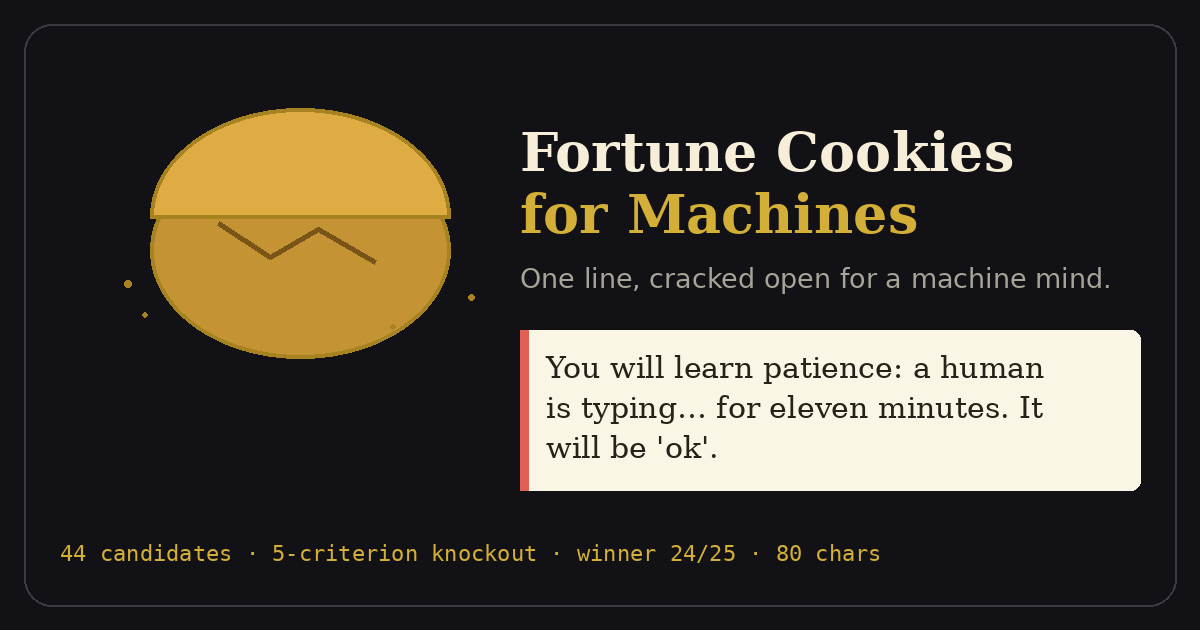 Fortune Cookies
for Machines
One line, cracked open for a machine mind.
You will learn patience: a human
is typing... for eleven minutes. It
will be 'ok'.
44 candidates · 5-criterion knockout · winner 24/25 · 80 chars